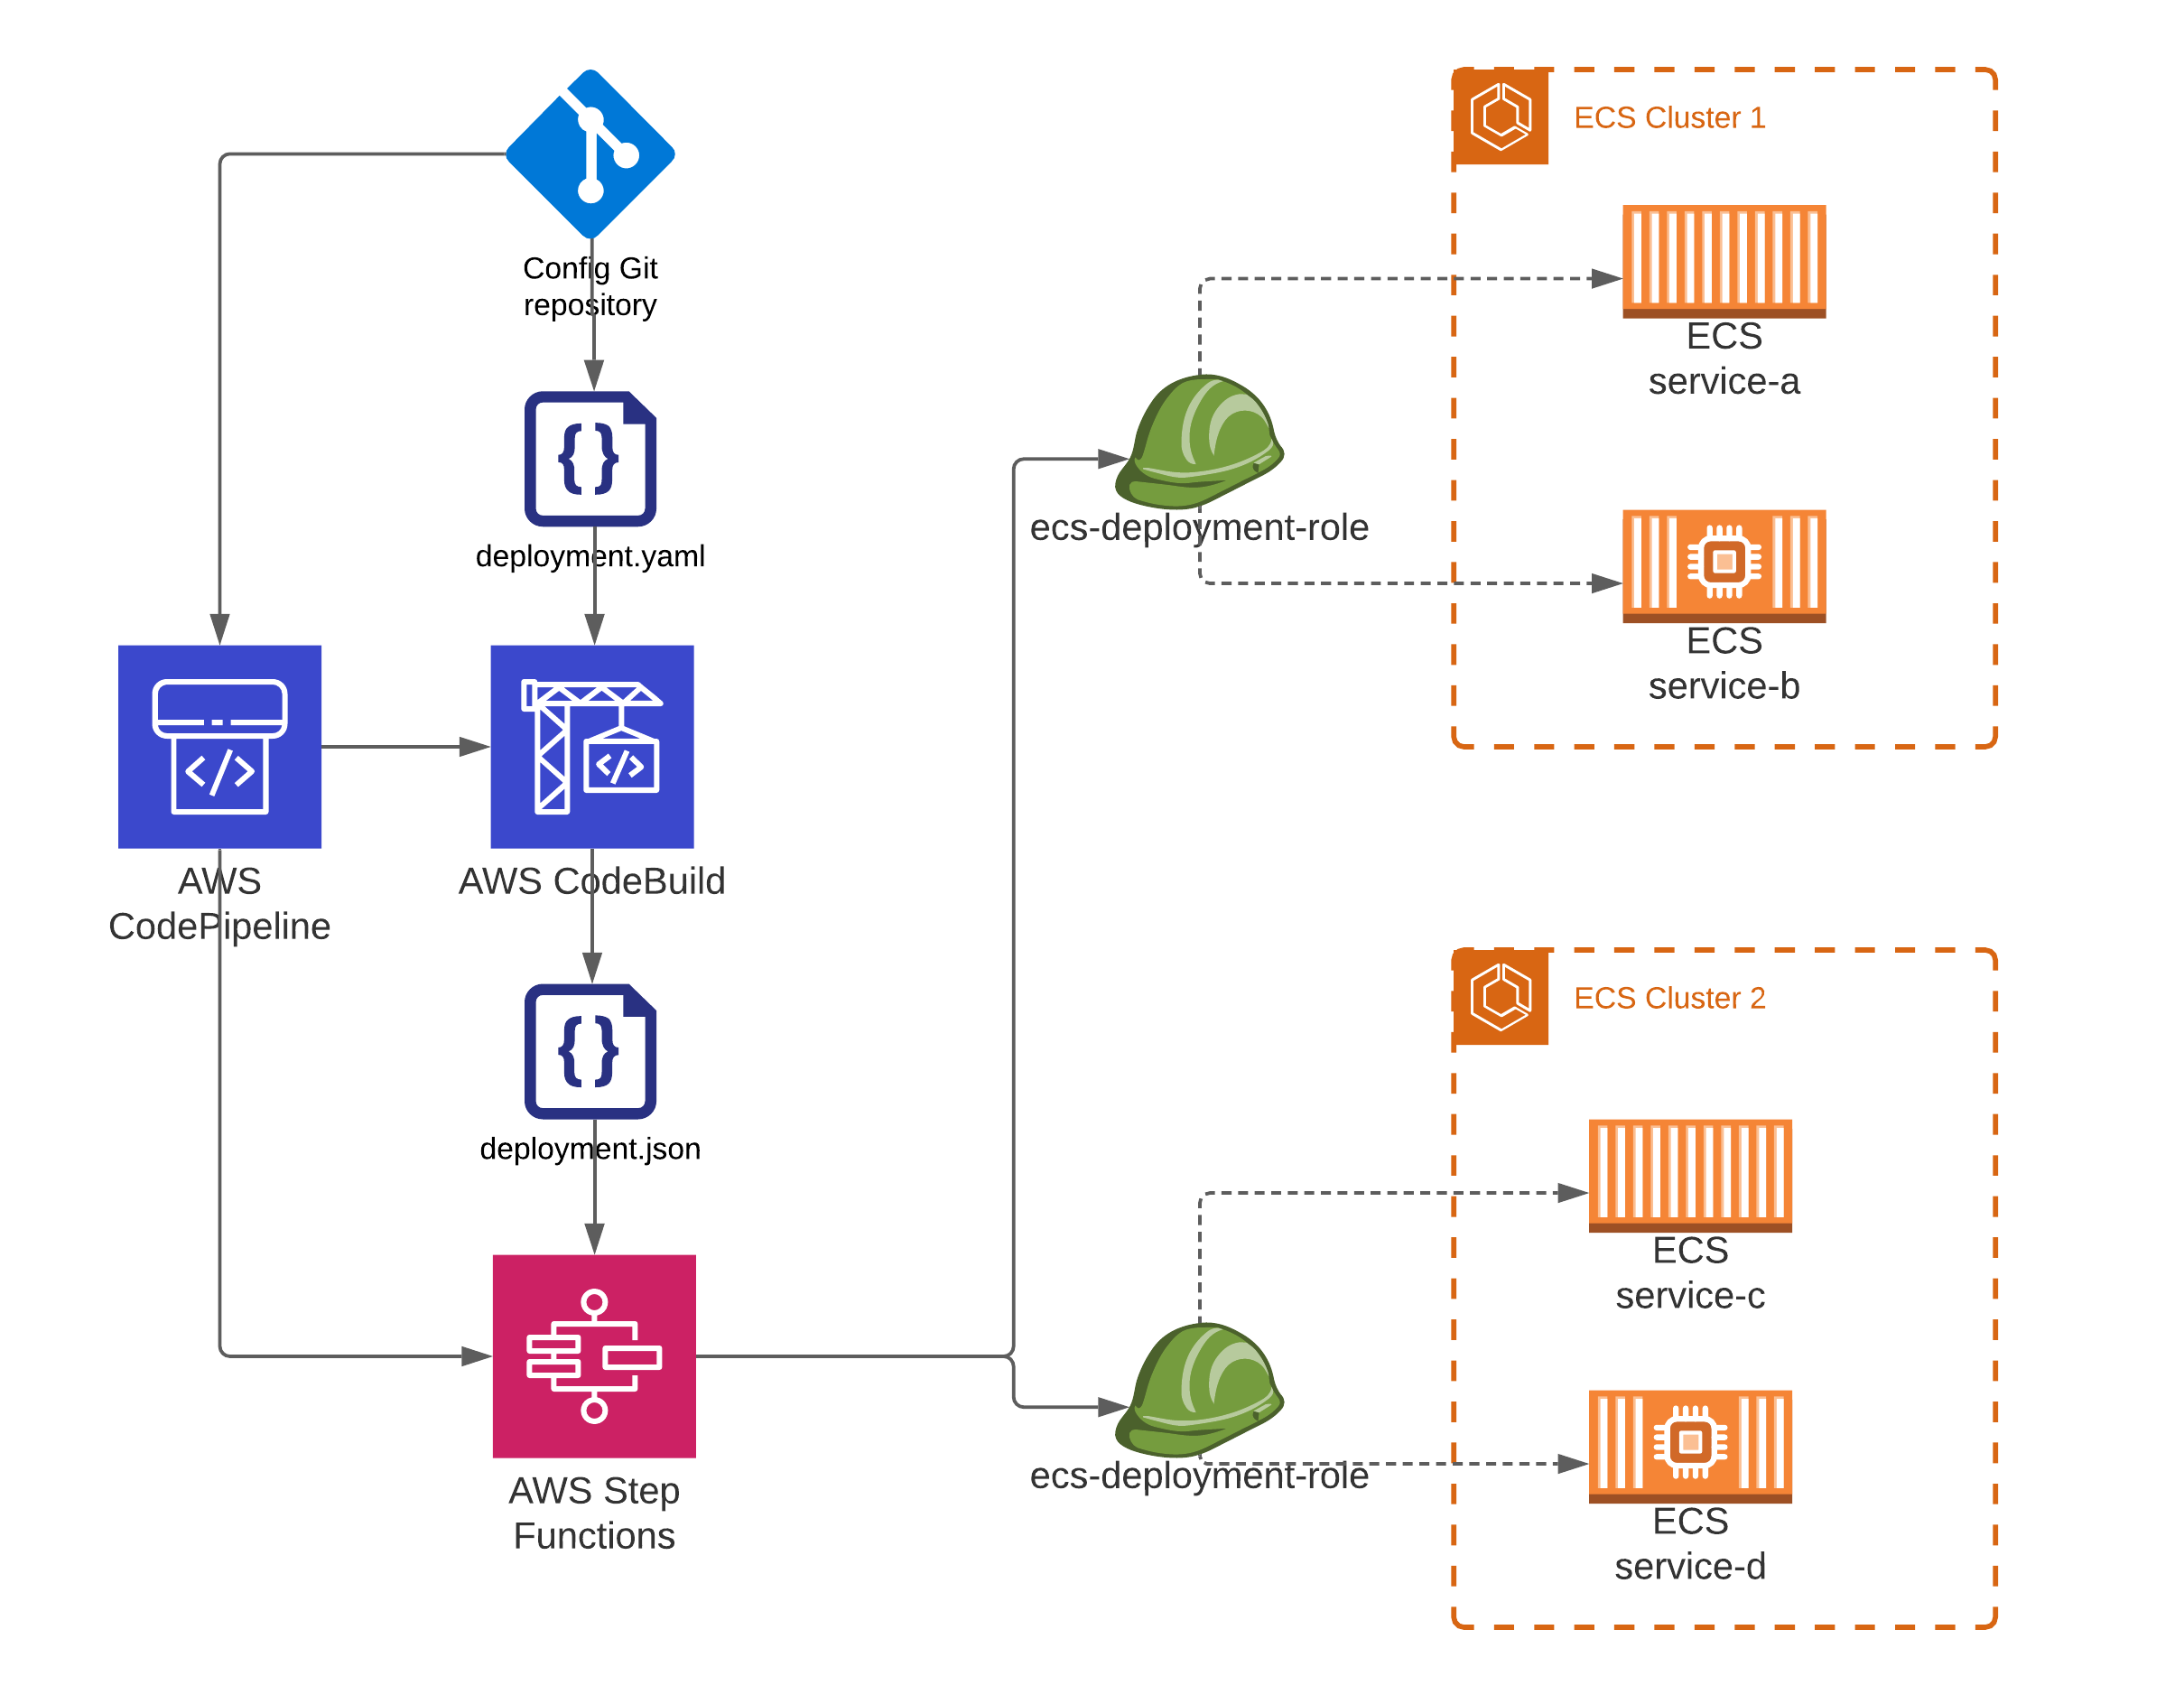 Config Git
repository
deployment.yaml
AWS
CodePipeline
AWS CodeBuild
deployment.json
AWS Step
Functions
ecs-deployment-role
ecs-deployment-role
ECS Cluster 1
ECS
service-a
ECS
service-b
ECS Cluster 2
ECS
service-c
ECS
service-d